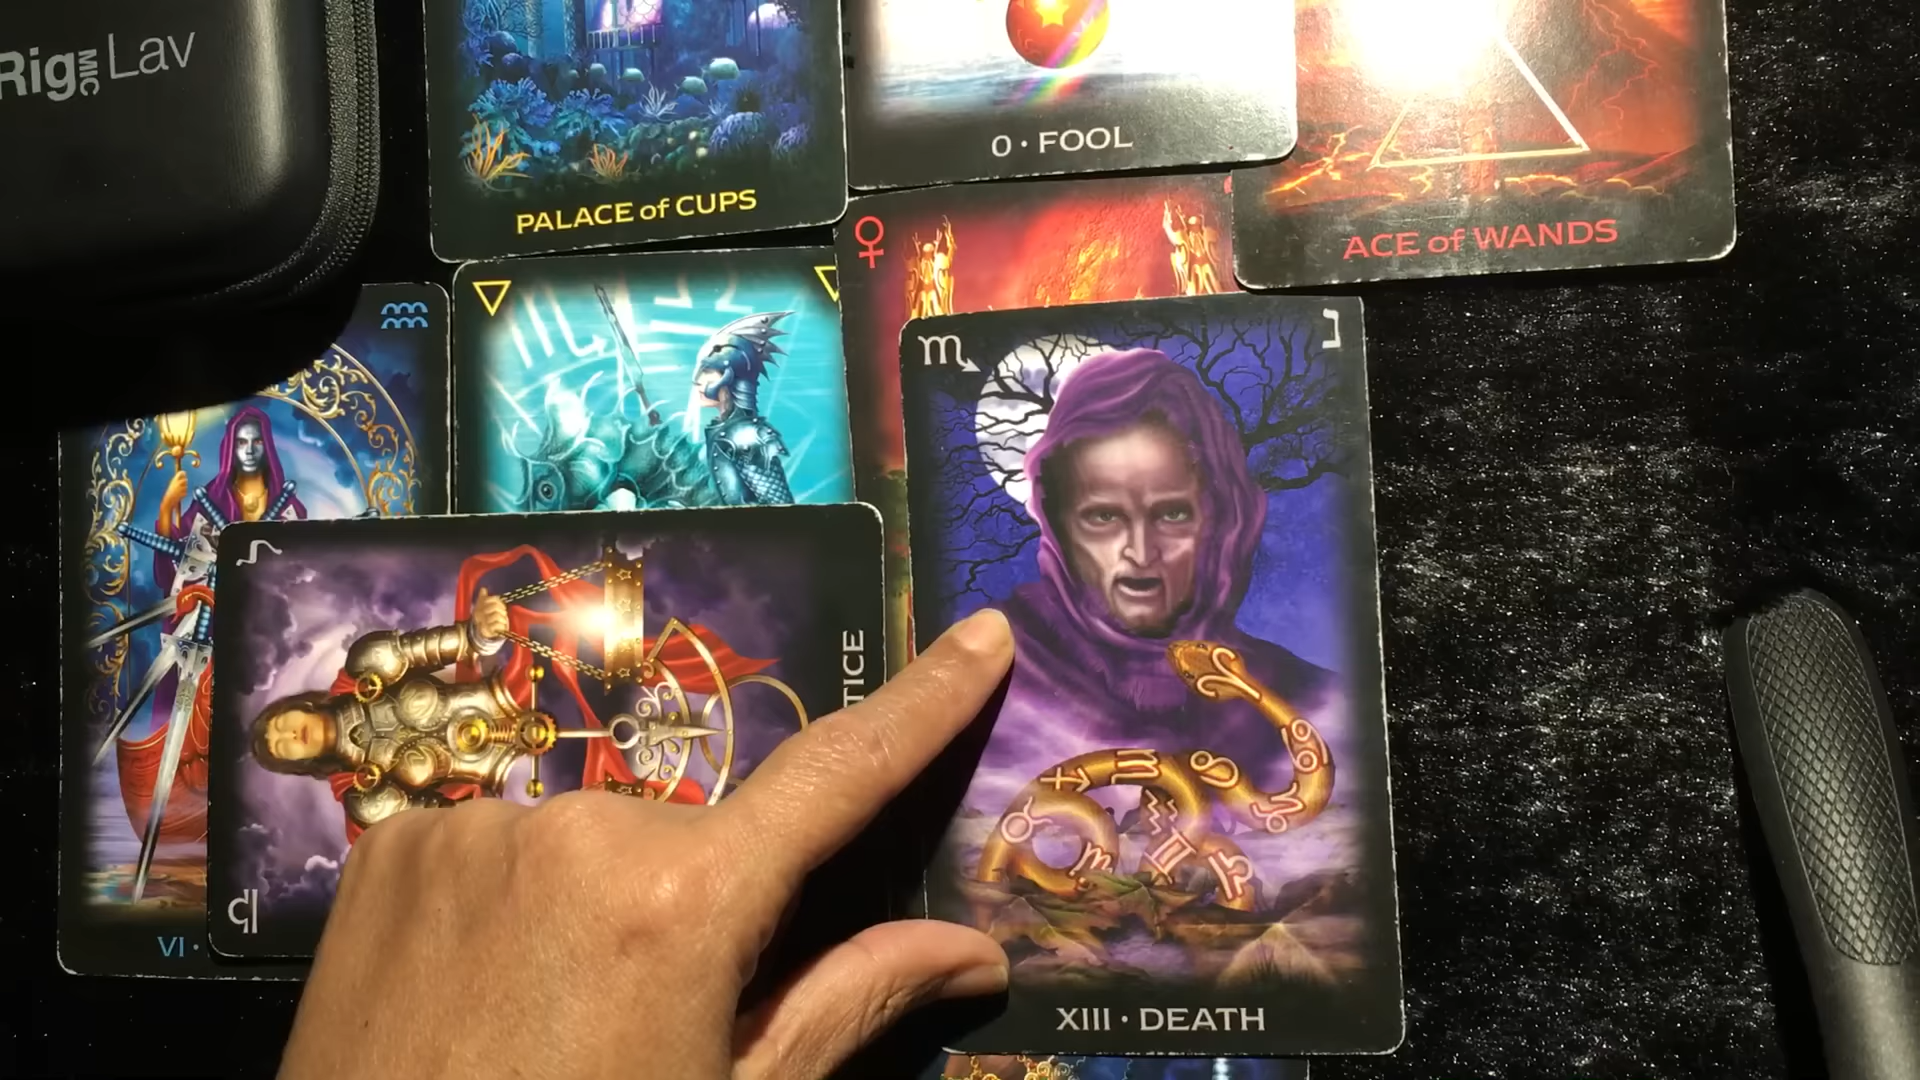 Rig MIC Lav
PALACE of CUPS
0 • FOOL
ACE of WANDS
TICE
VI •
XIII • DEATH